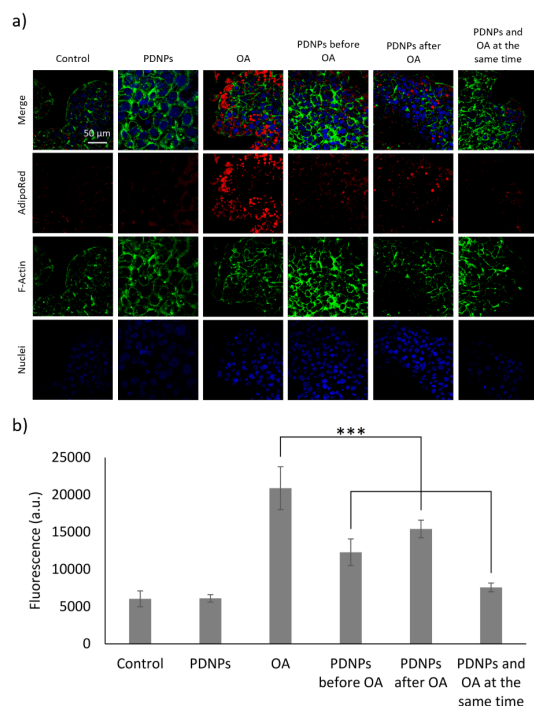 a)
Control
PDNPs
OA
PDNPs before
OA
PDNPs after
OA
PDNPs and
OA at the
same time
Merge
50 µm
AdipoRed
F-Actin
Nuclei
b)
***
Fluorescence (a.u.)
25000
20000
15000
10000
5000
0
Control
PDNPs
OA
PDNPs
before OA
PDNPs
after OA
PDNPs and
OA at the
same time